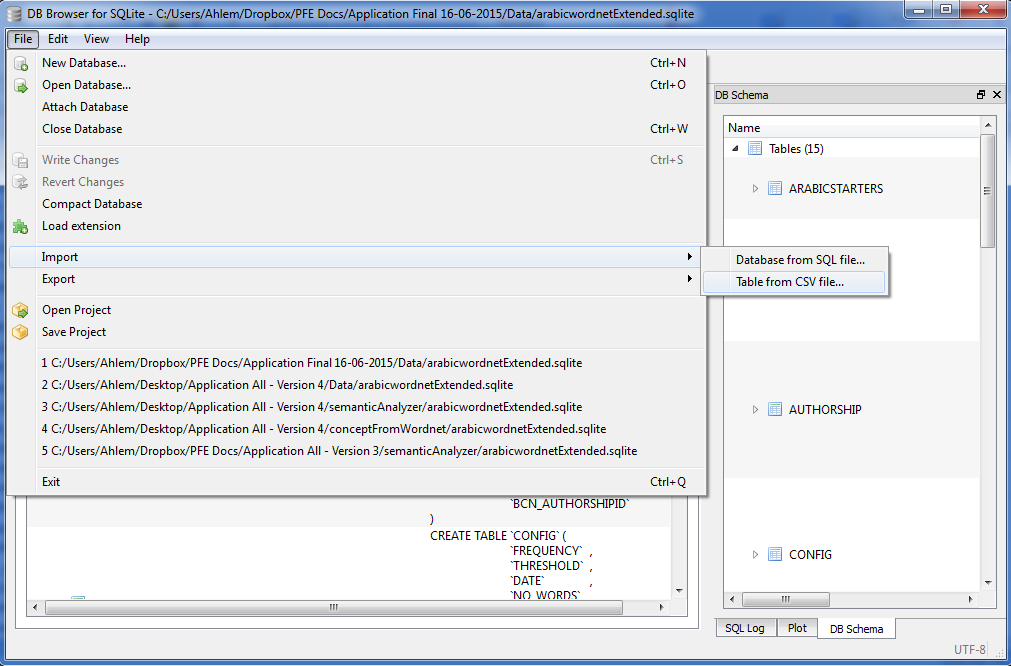 DB Browser for SQLite - C:/Users/Ahlem/Dropbox/PFE Docs/Application Final 16-06-2015/Data/arabicwordnetExtended.sqlite
File Edit View Help
New Database... Ctrl+N
Open Database... Ctrl+O
Attach Database
Close Database Ctrl+W
Write Changes Ctrl+S
Revert Changes
Compact Database
Load extension
Import
Export
Database from SQL file...
Table from CSV file...
Open Project
Save Project
1 C:/Users/Ahlem/Dropbox/PFE Docs/Application Final 16-06-2015/Data/arabicwordnetExtended.sqlite
2 C:/Users/Ahlem/Desktop/Application All - Version 4/Data/arabicwordnetExtended.sqlite
3 C:/Users/Ahlem/Desktop/Application All - Version 4/semanticAnalyzer/arabicwordnetExtended.sqlite
4 C:/Users/Ahlem/Desktop/Application All - Version 4/conceptFromWordnet/arabicwordnetExtended.sqlite
5 C:/Users/Ahlem/Dropbox/PFE Docs/Application All - Version 3/semanticAnalyzer/arabicwordnetExtended.sqlite
Exit Ctrl+Q
`BCN_AUTHORSHIPID`
)
CREATE TABLE `CONFIG` (
`FREQUENCY` ,
`THRESHOLD` ,
`DATE` ,
`NO_WORDS`
DB Schema
Name
Tables (15)
ARABICSTARTERS
AUTHORSHIP
CONFIG
SQL Log Plot DB Schema
UTF-8